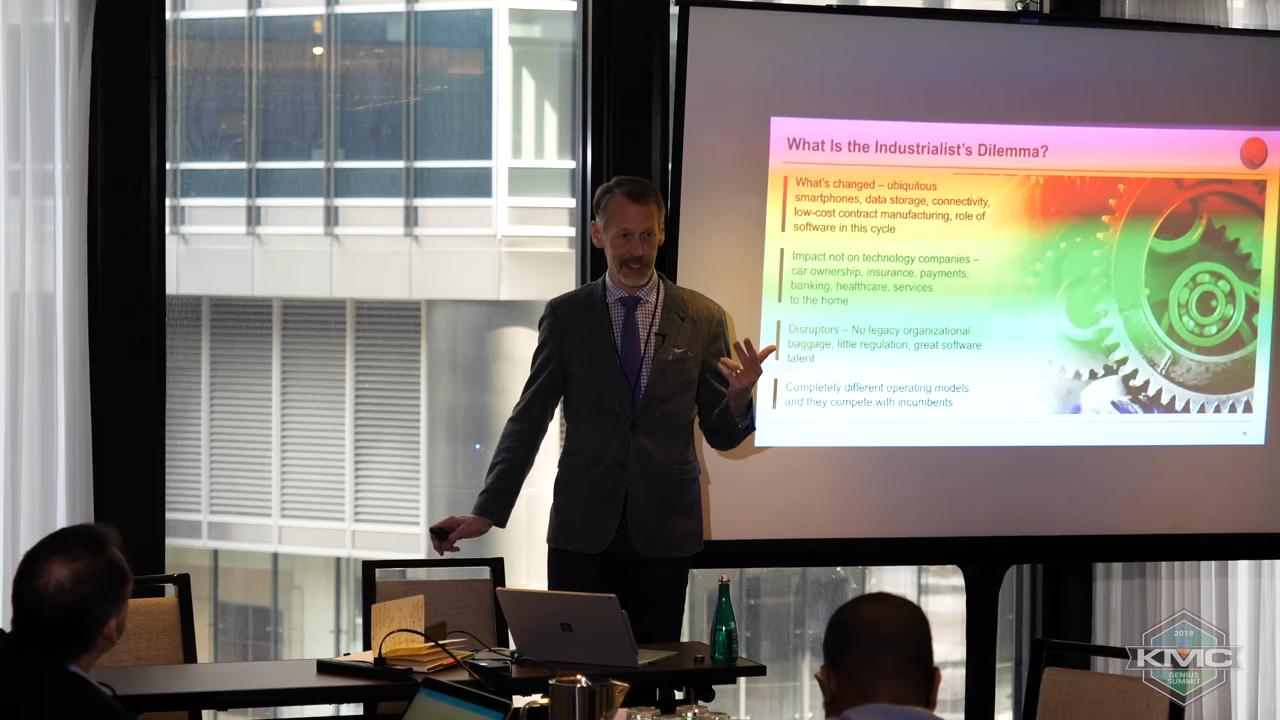 What Is the Industrialist's Dilemma?
What's changed – ubiquitous
smartphones, data storage, connectivity,
low-cost contract manufacturing, role of
software in this cycle
Impact not on technology companies –
car ownership, insurance, payments,
banking, healthcare, services
to the home
Disruptors – No legacy organizational
baggage, little regulation, great software
talent
Completely different operating models
and they compete with incumbents
2018
KMC
GENIUS
SUMMIT